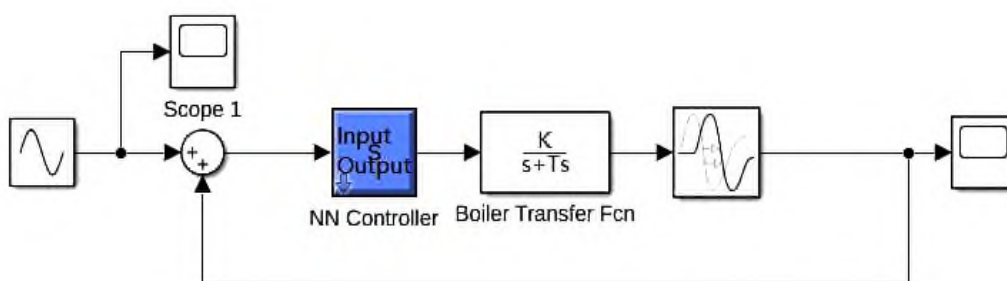 Scope 1
+
+
Input
S
Output
NN Controller
K
s+Ts
Boiler Transfer Fcn